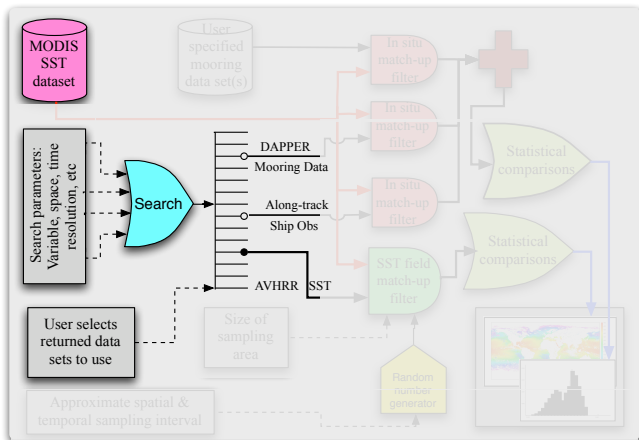 MODIS
SST
dataset
User
specified
mooring
data set(s)
In situ
match-up
filter
In situ
match-up
filter
In situ
match-up
filter
SST field
match-up
filter
Statistical
comparisons
Statistical
comparisons
Search parameters:
Variable, space, time
resolution, etc
Search
DAPPER
Mooring Data
Along-track
Ship Obs
AVHRR SST
User selects
returned data
sets to use
Size of
sampling
area
Random
number
generator
Approximate spatial &
temporal sampling interval